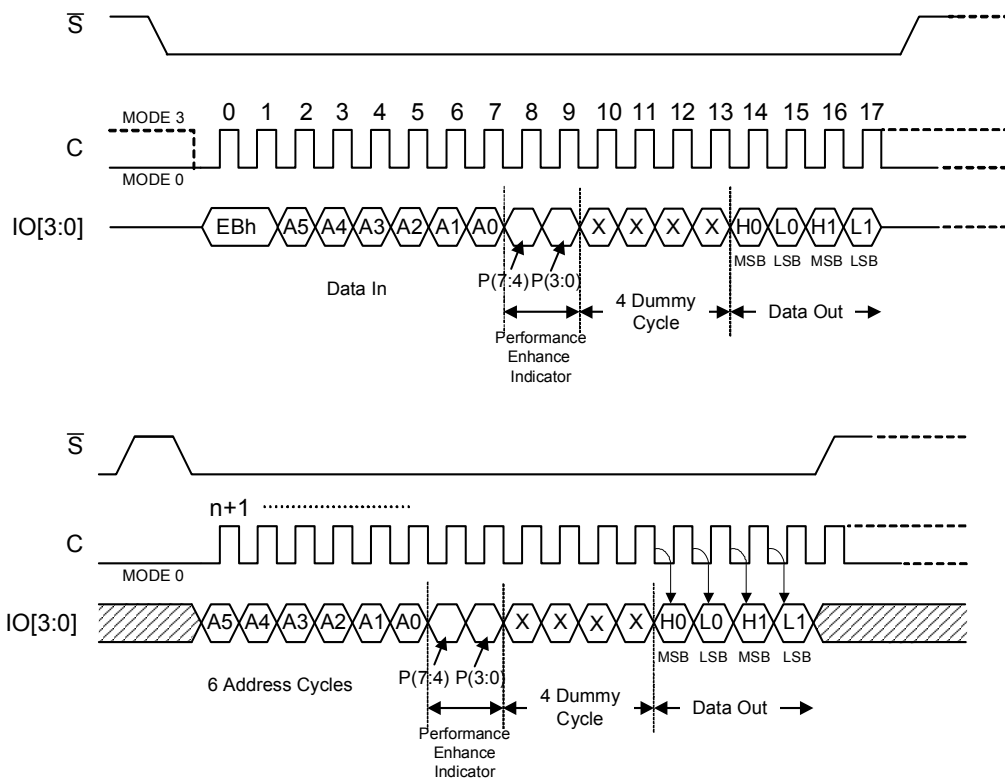 S
0 1 2 3 4 5 6 7 8 9 10 11 12 13 14 15 16 17
MODE 3
C
MODE 0
IO[3:0]
EBh A5 A4 A3 A2 A1 A0 X X X X H0 L0 H1 L1
MSB LSB MSB LSB
P(7:4) P(3:0)
Data In
4 Dummy
Cycle
Data Out
Performance
Enhance
Indicator
S
n+1
C
MODE 0
IO[3:0]
A5 A4 A3 A2 A1 A0 X X X X H0 L0 H1 L1
MSB LSB MSB LSB
P(7:4) P(3:0)
6 Address Cycles
4 Dummy
Cycle
Data Out
Performance
Enhance
Indicator